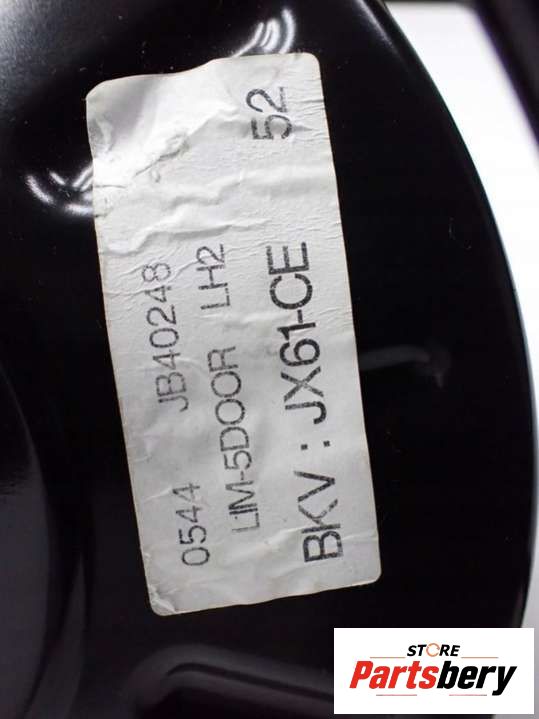 0544 JB40248
LIM-5DOOR LH2
BKV : JX61-CE 52
STORE
Partsbery